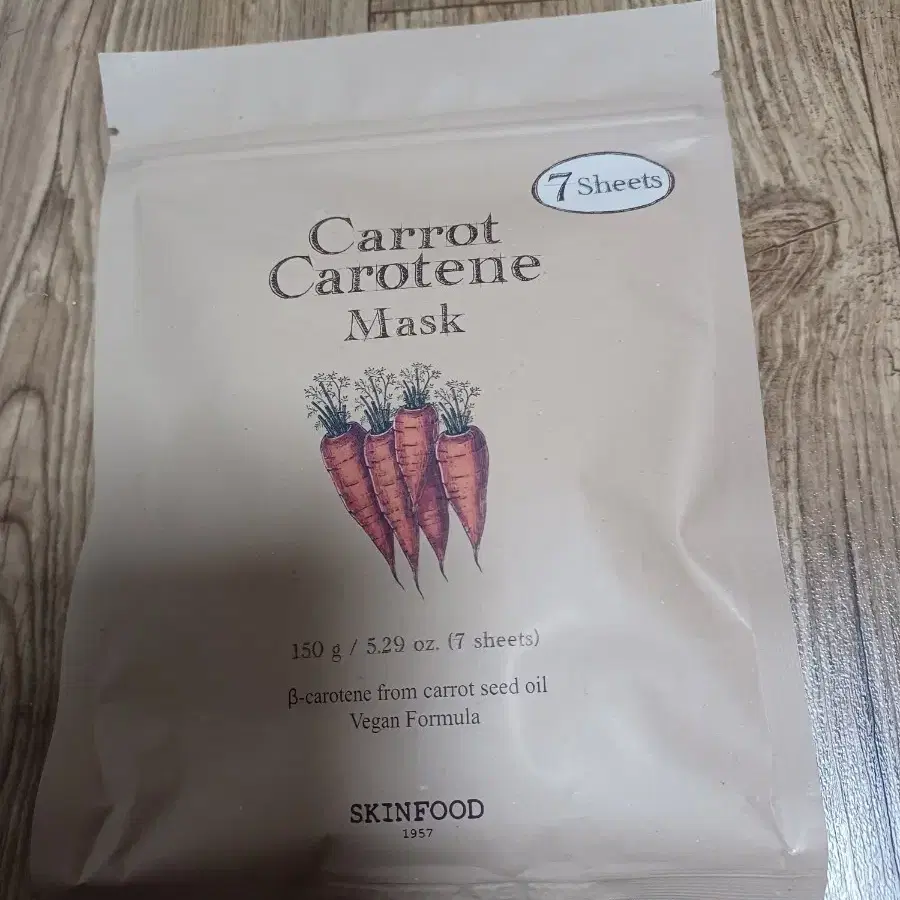 7 Sheets
Carrot
Carotene
Mask
150 g / 5.29 oz. (7 sheets)
β-carotene from carrot seed oil
Vegan Formula
SKINFOOD
1957